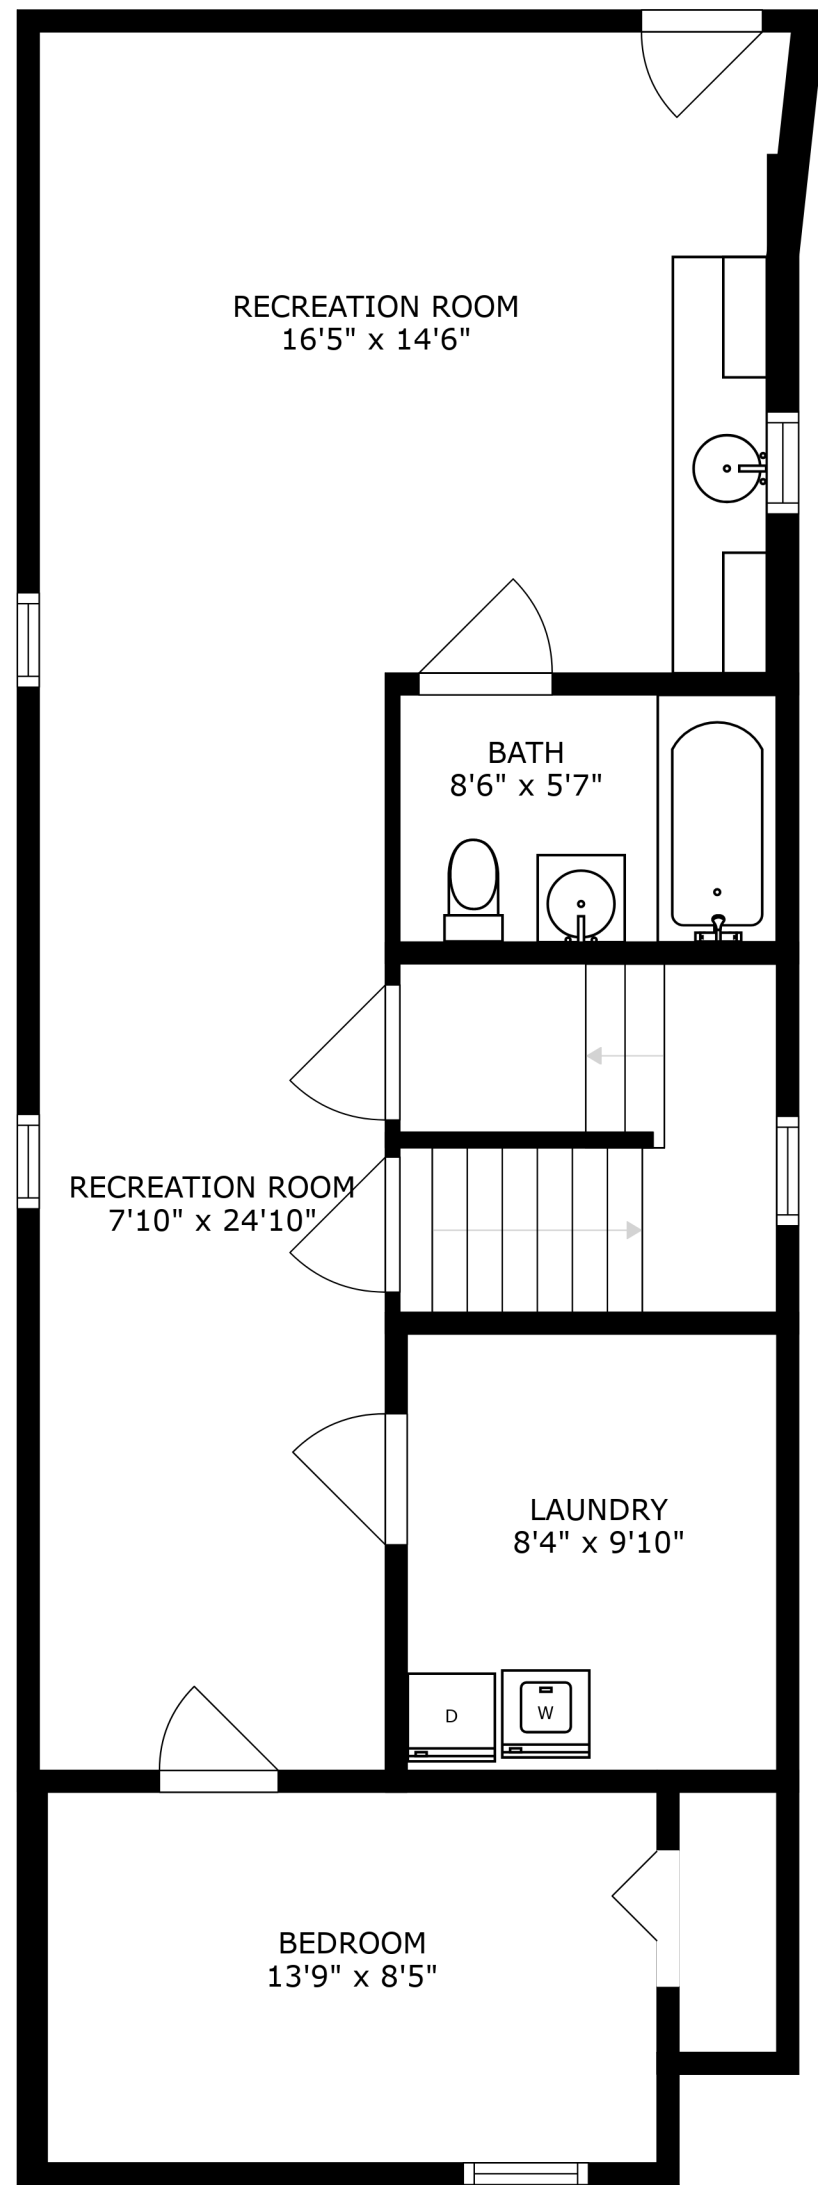 RECREATION ROOM
16'5" x 14'6"
BATH
8'6" x 5'7"
RECREATION ROOM
7'10" x 24'10"
LAUNDRY
8'4" x 9'10"
D
W
BEDROOM
13'9" x 8'5"